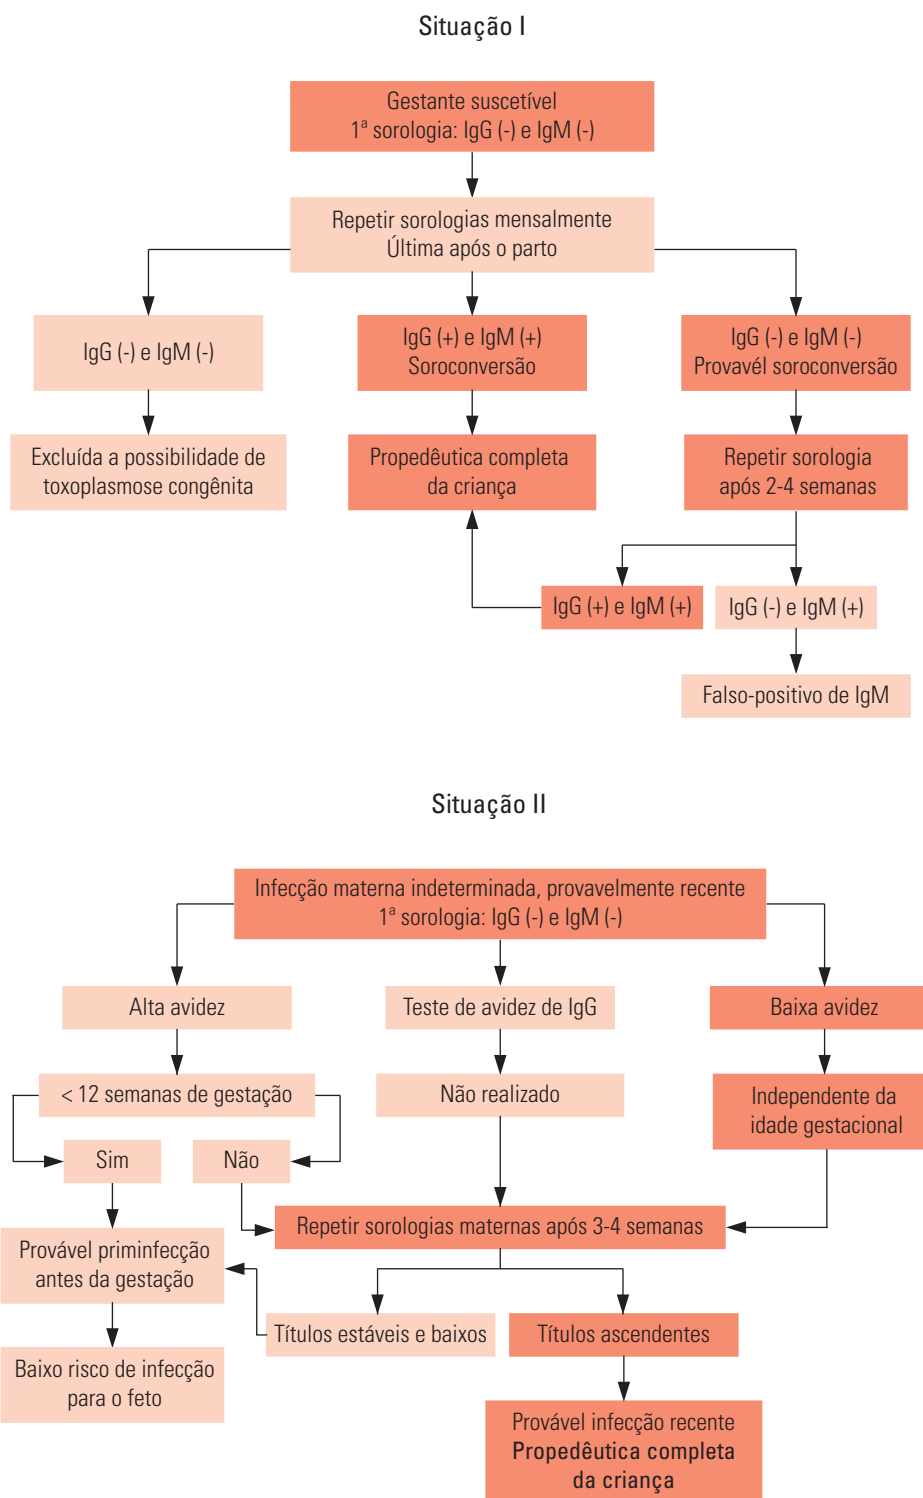 Situação I
Gestante suscetível
1ª sorologia: IgG (-) e IgM (-)
Repetir sorologias mensalmente
Última após o parto
IgG (-) e IgM (-)
IgG (+) e IgM (+)
Soroconversão
IgG (-) e IgM (-)
Provavél soroconversão
Excluída a possibilidade de
toxoplasmose congênita
Propedêutica completa
da criança
Repetir sorologia
após 2-4 semanas
IgG (+) e IgM (+)
IgG (-) e IgM (+)
Falso-positivo de IgM
Situação II
Infecção materna indeterminada, provavelmente recente
1ª sorologia: IgG (-) e IgM (-)
Alta avidez
Teste de avidez de IgG
Baixa avidez
< 12 semanas de gestação
Não realizado
Independente da
idade gestacional
Sim
Não
Repetir sorologias maternas após 3-4 semanas
Provável priminfecção
antes da gestação
Títulos estáveis e baixos
Títulos ascendentes
Baixo risco de infecção
para o feto
Provável infecção recente
Propedêutica completa
da criança